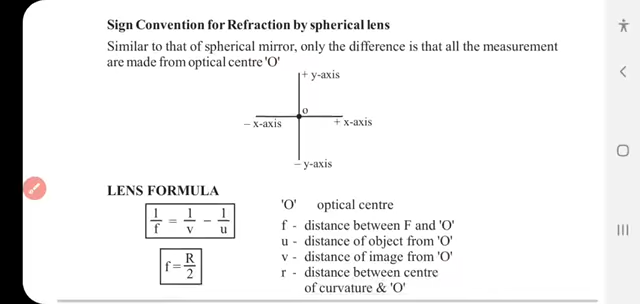 Sign Convention for Refraction by spherical lens
Similar to that of spherical mirror, only the difference is that all the measurement
are made from optical centre 'O'
+ y-axis
o
– x-axis
+ x-axis
– y-axis
LENS FORMULA
1/f = 1/v – 1/u
f = R/2
'O' optical centre
f - distance between F and 'O'
u - distance of object from 'O'
v - distance of image from 'O'
r - distance between centre
of curvature & 'O'